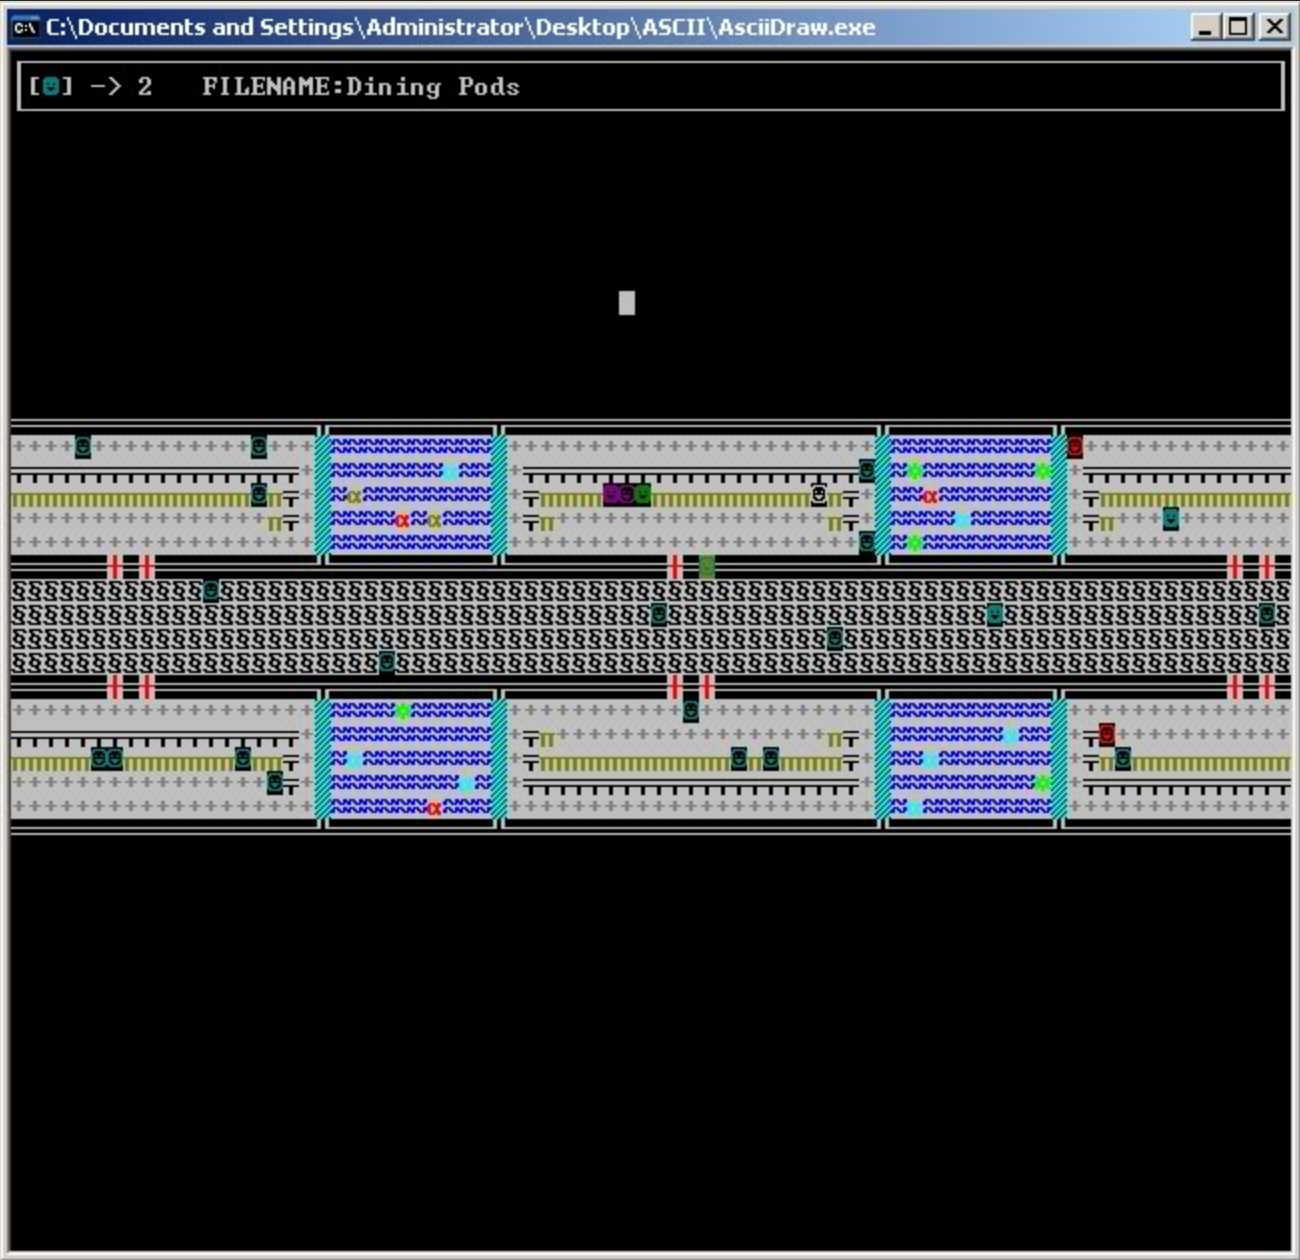 C:\Documents and Settings\Administrator\Desktop\ASCII\AsciiDraw.exe
[☻] -> 2 FILENAME:Dining Pods